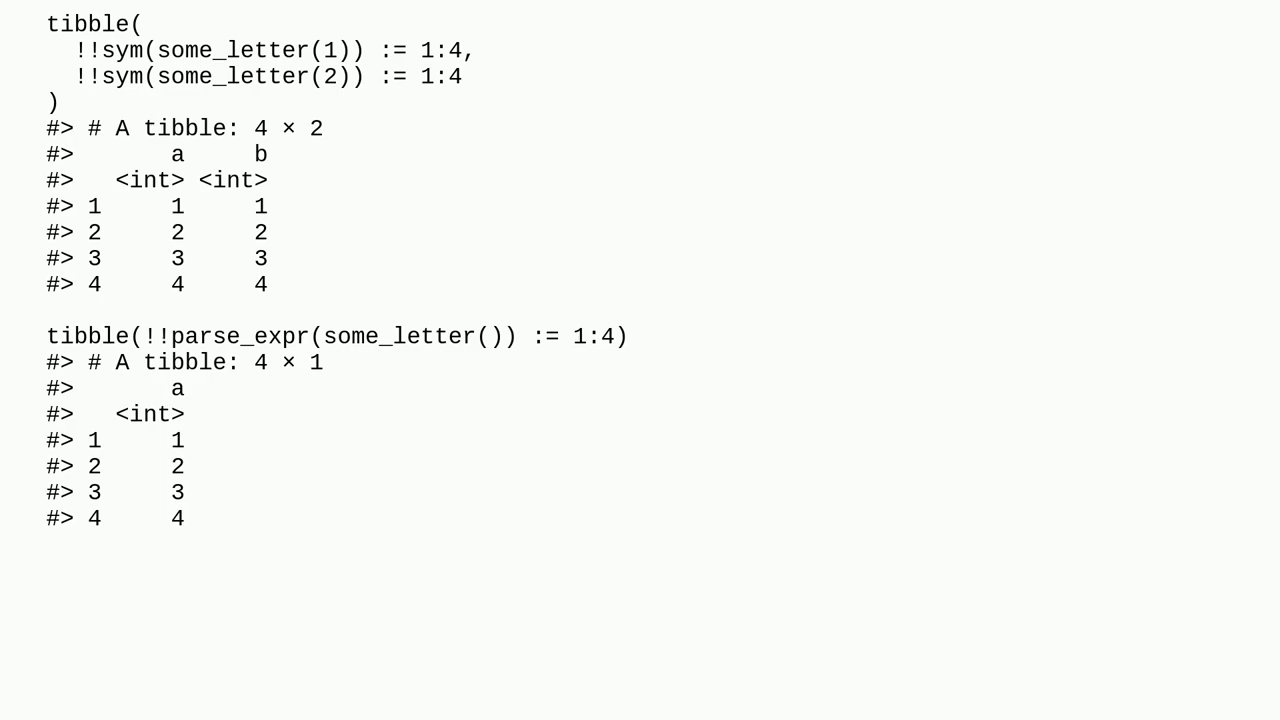 tibble(
  !!sym(some_letter(1)) := 1:4,
  !!sym(some_letter(2)) := 1:4
)
#> # A tibble: 4 × 2
#>       a     b
#>   <int> <int>
#> 1     1     1
#> 2     2     2
#> 3     3     3
#> 4     4     4

tibble(!!parse_expr(some_letter()) := 1:4)
#> # A tibble: 4 × 1
#>       a
#>   <int>
#> 1     1
#> 2     2
#> 3     3
#> 4     4